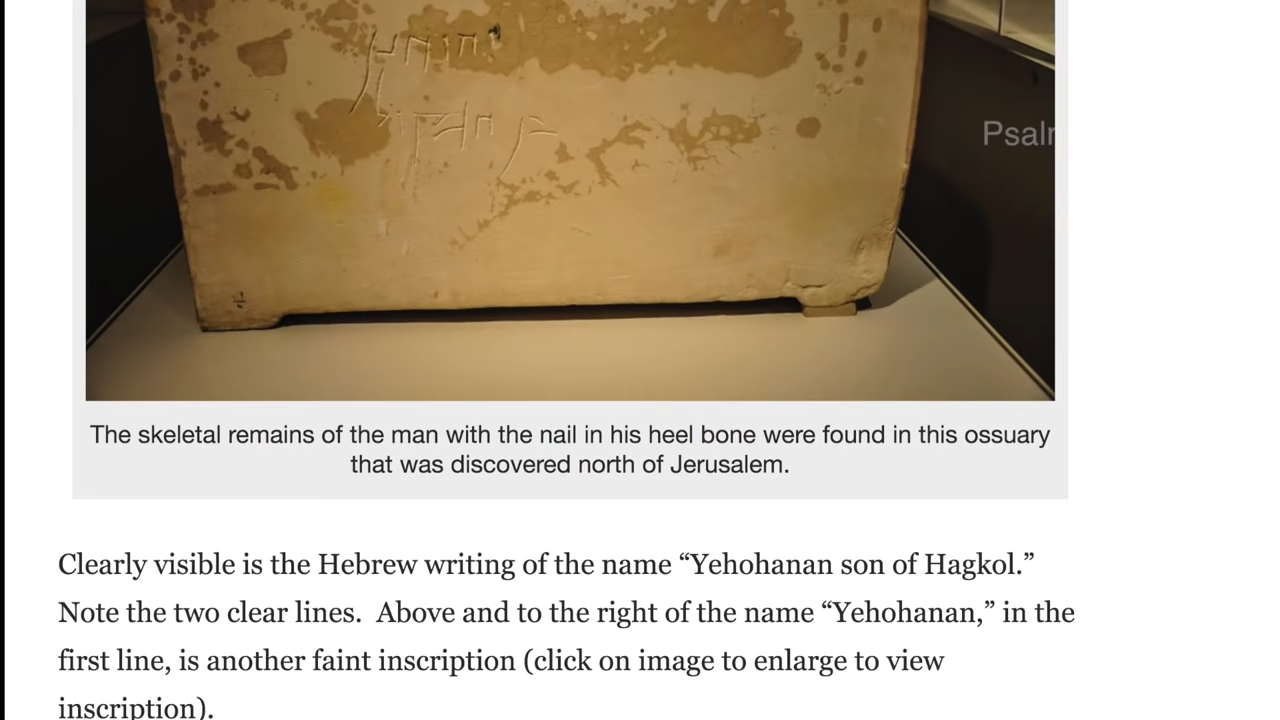 Psalr
The skeletal remains of the man with the nail in his heel bone were found in this ossuary
that was discovered north of Jerusalem.
Clearly visible is the Hebrew writing of the name “Yehohanan son of Hagkol.”
Note the two clear lines.  Above and to the right of the name “Yehohanan,” in the
first line, is another faint inscription (click on image to enlarge to view
inscription).